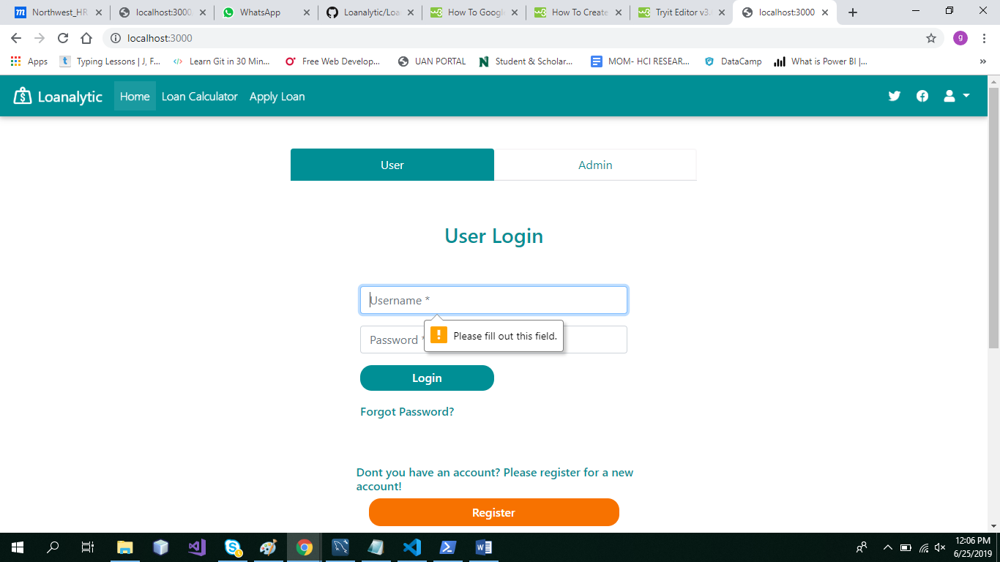 Northwest_HR
localhost:3000
WhatsApp
Loanalytic/Loa
How To Googl
How To Create
Tryit Editor v3.
localhost:3000
localhost:3000
g
Apps
t
Typing Lessons | J, F...
Learn Git in 30 Min...
Free Web Develop...
UAN PORTAL
Student & Scholar...
MOM- HCI RESEAR...
DataCamp
What is Power BI |...
»
Loanalytic
Home
Loan Calculator
Apply Loan
User
Admin
User Login
Username *
Password *
Please fill out this field.
Login
Forgot Password?
Dont you have an account? Please register for a new
account!
Register
12:06 PM
6/25/2019